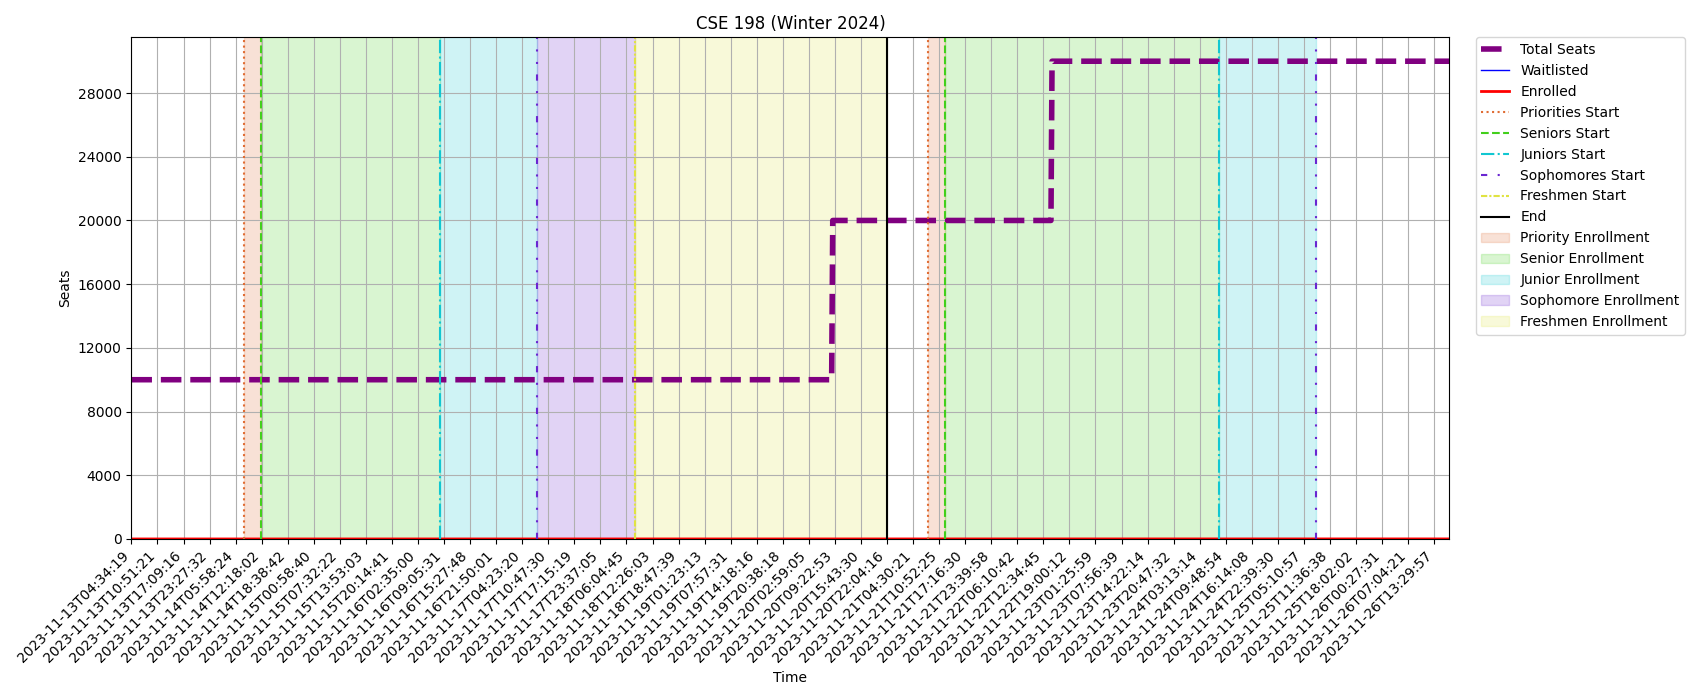 CSE 198 (Winter 2024)
Seats
28000
24000
20000
16000
12000
8000
4000
0
2023-11-13T04:34:19
2023-11-13T10:51:21
2023-11-13T17:09:16
2023-11-13T23:27:32
2023-11-14T05:58:24
2023-11-14T12:18:02
2023-11-14T18:38:42
2023-11-15T00:58:40
2023-11-15T07:32:22
2023-11-15T13:53:03
2023-11-15T20:14:41
2023-11-16T02:35:00
2023-11-16T09:05:31
2023-11-16T15:27:48
2023-11-16T21:50:01
2023-11-17T04:23:20
2023-11-17T10:47:30
2023-11-17T17:15:19
2023-11-17T23:37:05
2023-11-18T06:04:45
2023-11-18T12:26:03
2023-11-18T18:47:39
2023-11-19T01:23:13
2023-11-19T07:57:31
2023-11-19T14:18:16
2023-11-19T20:38:18
2023-11-20T02:59:05
2023-11-20T09:22:53
2023-11-20T15:43:30
2023-11-20T22:04:16
2023-11-21T04:30:21
2023-11-21T10:52:25
2023-11-21T17:16:30
2023-11-21T23:39:58
2023-11-22T06:10:42
2023-11-22T12:34:45
2023-11-22T19:00:12
2023-11-23T01:25:59
2023-11-23T07:56:39
2023-11-23T14:22:14
2023-11-23T20:47:32
2023-11-24T03:13:14
2023-11-24T09:48:54
2023-11-24T16:14:08
2023-11-24T22:39:30
2023-11-25T05:10:57
2023-11-25T11:36:38
2023-11-25T18:02:02
2023-11-26T00:27:31
2023-11-26T07:04:21
2023-11-26T13:29:57
Time
Total Seats
Waitlisted
Enrolled
Priorities Start
Seniors Start
Juniors Start
Sophomores Start
Freshmen Start
End
Priority Enrollment
Senior Enrollment
Junior Enrollment
Sophomore Enrollment
Freshmen Enrollment